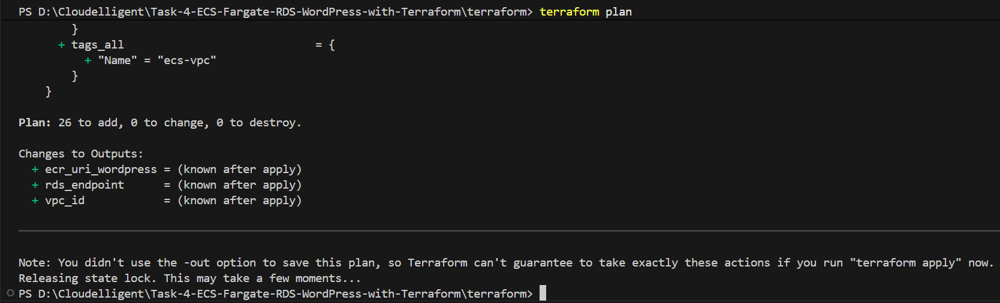 PS D:\Cloudelligent\Task-4-ECS-Fargate-RDS-WordPress-with-Terraform\terraform> terraform plan
}
+ tags_all = {
+ "Name" = "ecs-vpc"
}
}
Plan: 26 to add, 0 to change, 0 to destroy.
Changes to Outputs:
+ ecr_uri_wordpress = (known after apply)
+ rds_endpoint = (known after apply)
+ vpc_id = (known after apply)
Note: You didn't use the -out option to save this plan, so Terraform can't guarantee to take exactly these actions if you run "terraform apply" now.
Releasing state lock. This may take a few moments...
PS D:\Cloudelligent\Task-4-ECS-Fargate-RDS-WordPress-with-Terraform\terraform>